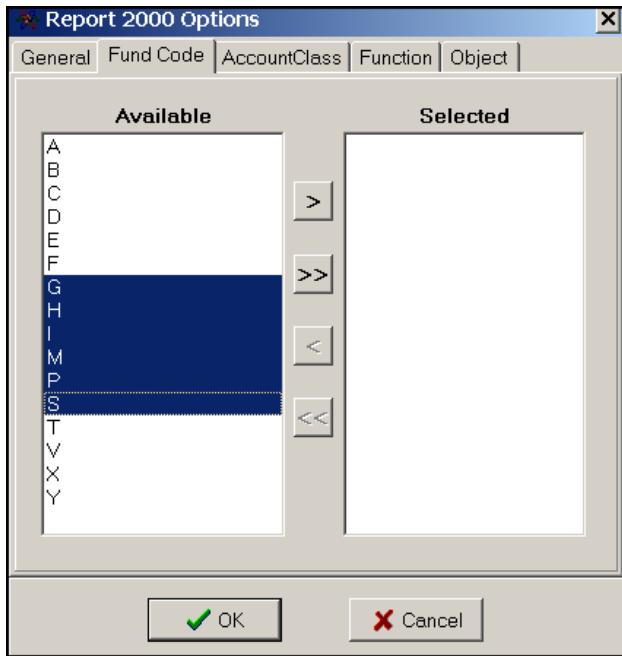 Report 2000 Options
General Fund Code AccountClass Function Object
Available Selected
A
B
C
D
E
F
G
H
I
M
P
S
T
V
X
Y
>
>>
<
<<
OK Cancel